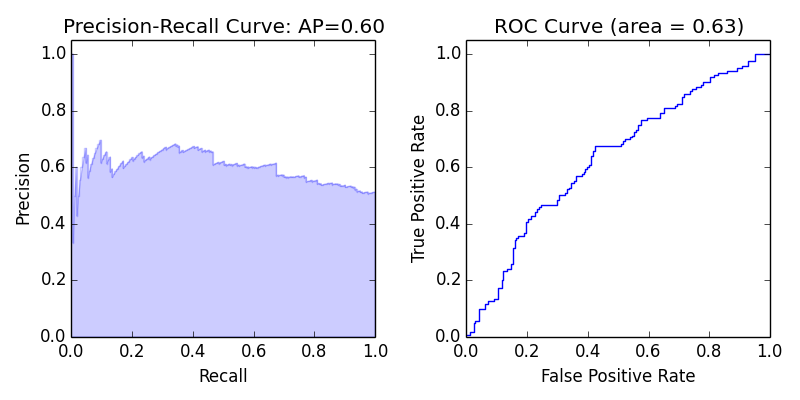 Precision-Recall Curve: AP=0.60
1.0
0.8
0.6
0.4
0.2
0.0
Precision
0.0 0.2 0.4 0.6 0.8 1.0
Recall
ROC Curve (area = 0.63)
1.0
0.8
0.6
0.4
0.2
0.0
True Positive Rate
0.0 0.2 0.4 0.6 0.8 1.0
False Positive Rate